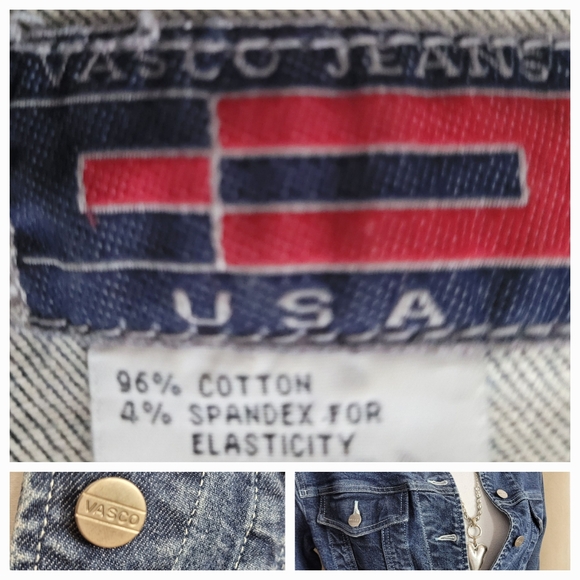 VASCO JEANS
USA
96% COTTON
4% SPANDEX FOR
ELASTICITY
VASCO